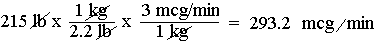 215 lb x 1 kg/2.2 lb x 3 mcg/min/1 kg = 293.2 mcg/min